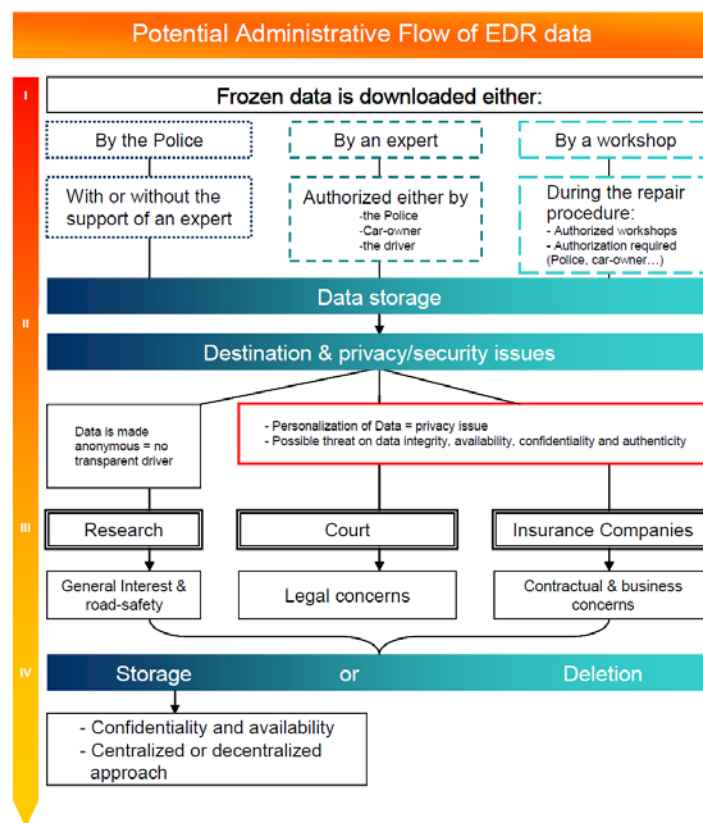 Potential Administrative Flow of EDR data
I
Frozen data is downloaded either:
By the Police
By an expert
By a workshop
With or without the
support of an expert
Authorized either by
-the Police
-Car-owner
-the driver
During the repair
procedure:
- Authorized workshops
- Authorization required
(Police, car-owner…)
Data storage
II
Destination & privacy/security issues
Data is made
anonymous = no
transparent driver
- Personalization of Data = privacy issue
- Possible threat on data integrity, availability, confidentiality and authenticity
III
Research
Court
Insurance Companies
General Interest &
road-safety
Legal concerns
Contractual & business
concerns
IV
Storage or Deletion
- Confidentiality and availability
- Centralized or decentralized
approach